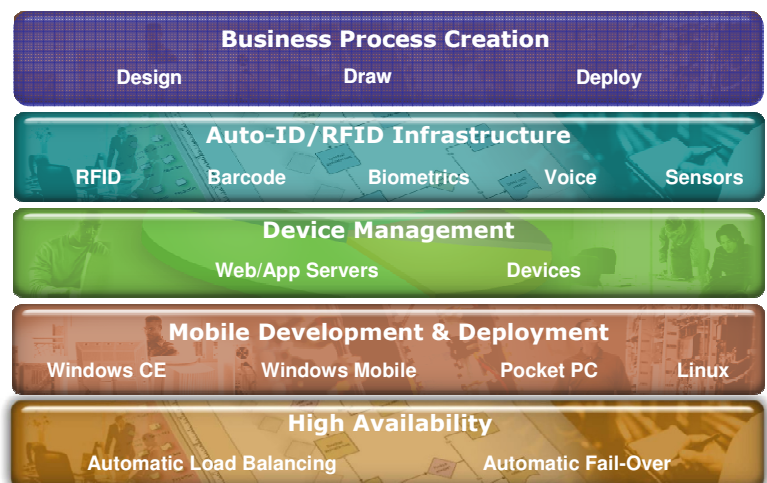 Business Process Creation
Design Draw Deploy
Auto-ID/RFID Infrastructure
RFID Barcode Biometrics Voice Sensors
Device Management
Web/App Servers Devices
Mobile Development & Deployment
Windows CE Windows Mobile Pocket PC Linux
High Availability
Automatic Load Balancing Automatic Fail-Over